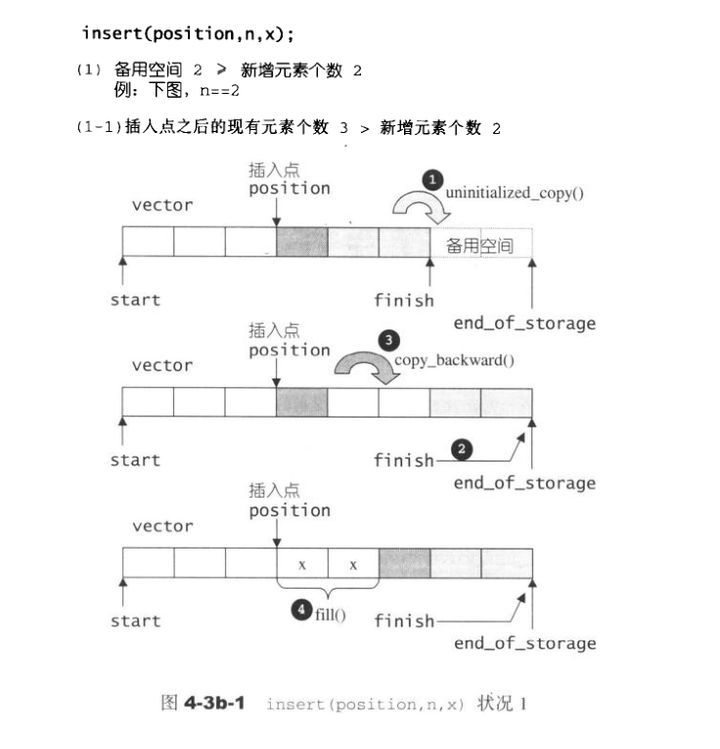 insert(position,n,x);
(1) 备用空间 2 ≥ 新增元素个数 2
例：下图，n==2
(1-1)插入点之后的现有元素个数 3 > 新增元素个数 2
插入点
position
1
uninitialized_copy()
vector
备用空间
start
finish
end_of_storage
插入点
position
3
copy_backward()
vector
start
finish
2
end_of_storage
插入点
position
vector
x x
4 fill()
start
finish
end_of_storage
图 4-3b-1 insert(position,n,x) 状况 1